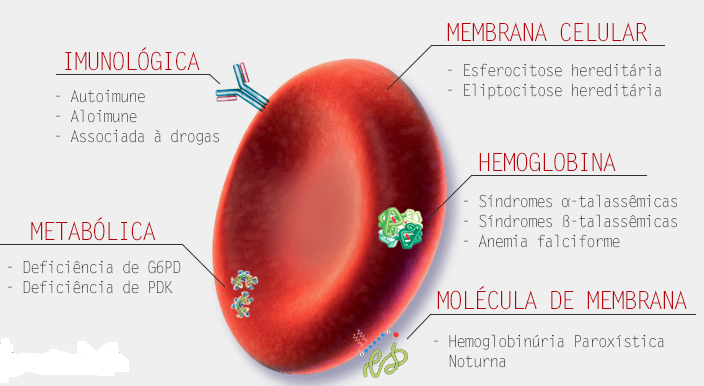 IMUNOLÓGICA
- Autoimune
- Aloimune
- Associada à drogas
MEMBRANA CELULAR
- Esferocitose hereditária
- Eliptocitose hereditária
HEMOGLOBINA
- Síndromes α-talassêmicas
- Síndromes ß-talassêmicas
- Anemia falciforme
METABÓLICA
- Deficiência de G6PD
- Deficiência de PDK
MOLÉCULA DE MEMBRANA
- Hemoglobinúria Paroxística
Noturna